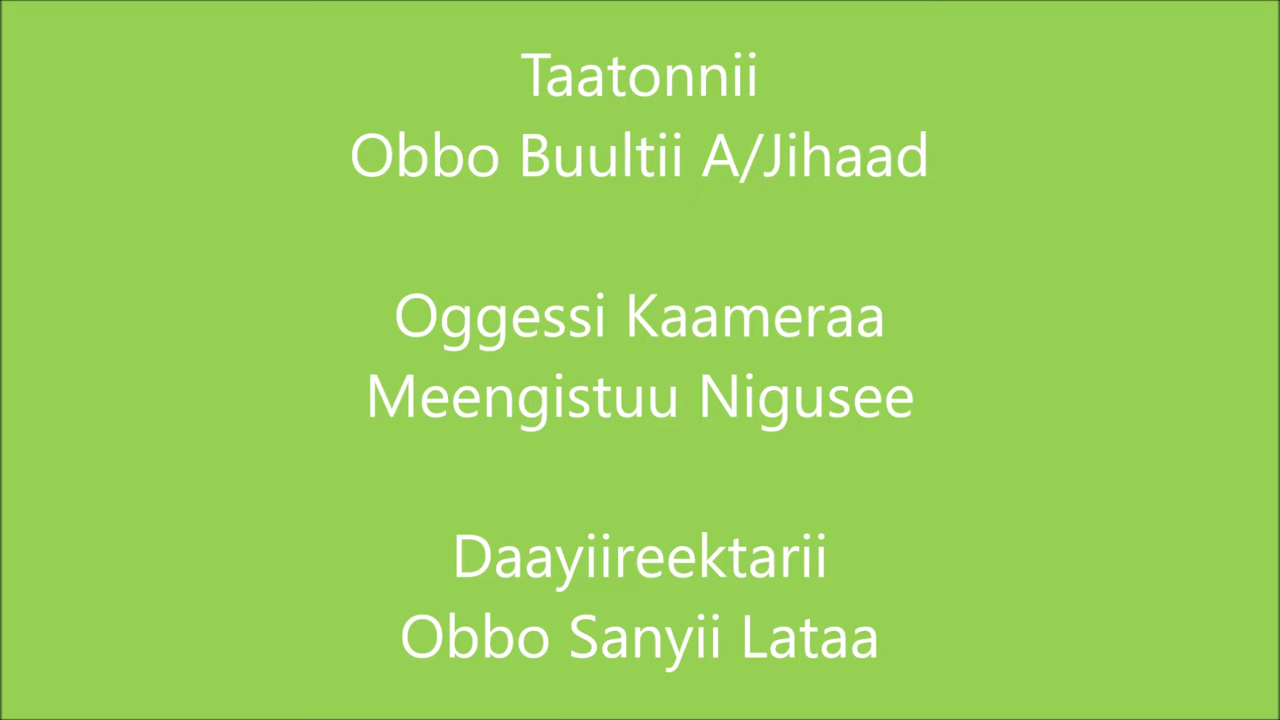 Taatonnii
Obbo Buultii A/Jihaad
Oggessi Kaameraa
Meengistuu Nigusee
Daayiireektarii
Obbo Sanyii Lataa